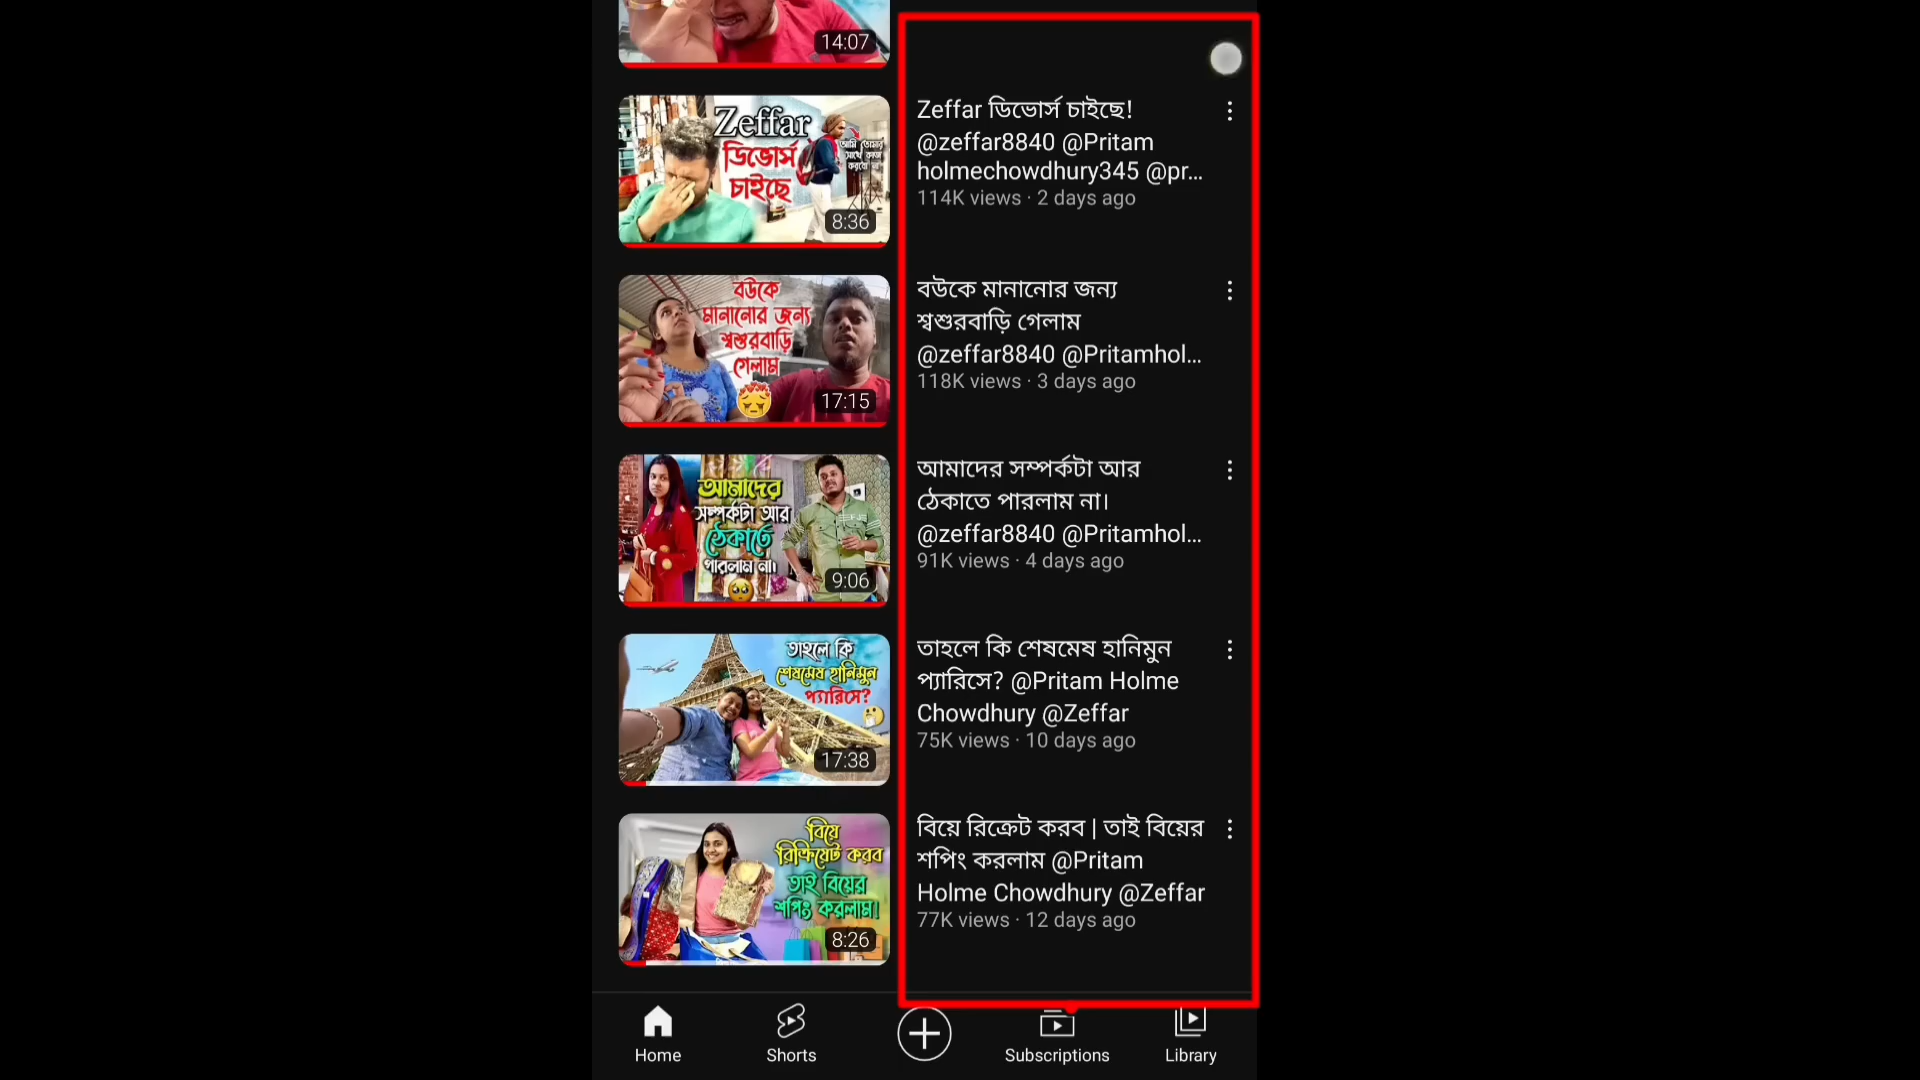 14:07
Zeffar
ডিভোর্স
চাইছে
আমি তোমার
সাথে কাজ
করবো না
8:36
Zeffar ডিভোর্স চাইছে!
@zeffar8840 @Pritam
holmechowdhury345 @pr...
114K views · 2 days ago
বউকে
মানানোর জন্য
শ্বশুরবাড়ি
গেলাম
17:15
বউকে মানানোর জন্য
শ্বশুরবাড়ি গেলাম
@zeffar8840 @Pritamhol...
118K views · 3 days ago
আমাদের
সম্পর্কটা আর
ঠেকাতে
পারলাম না।
9:06
আমাদের সম্পর্কটা আর
ঠেকাতে পারলাম না।
@zeffar8840 @Pritamhol...
91K views · 4 days ago
তাহলে কি
শেষমেষ হানিমুন
প্যারিসে?
17:38
তাহলে কি শেষমেষ হানিমুন
প্যারিসে? @Pritam Holme
Chowdhury @Zeffar
75K views · 10 days ago
বিয়ে
রিক্রিয়েট করব
তাই বিয়ের
শপিং করলাম!
8:26
বিয়ে রিক্রেট করব | তাই বিয়ের
শপিং করলাম @Pritam
Holme Chowdhury @Zeffar
77K views · 12 days ago
Home
Shorts
Subscriptions
Library